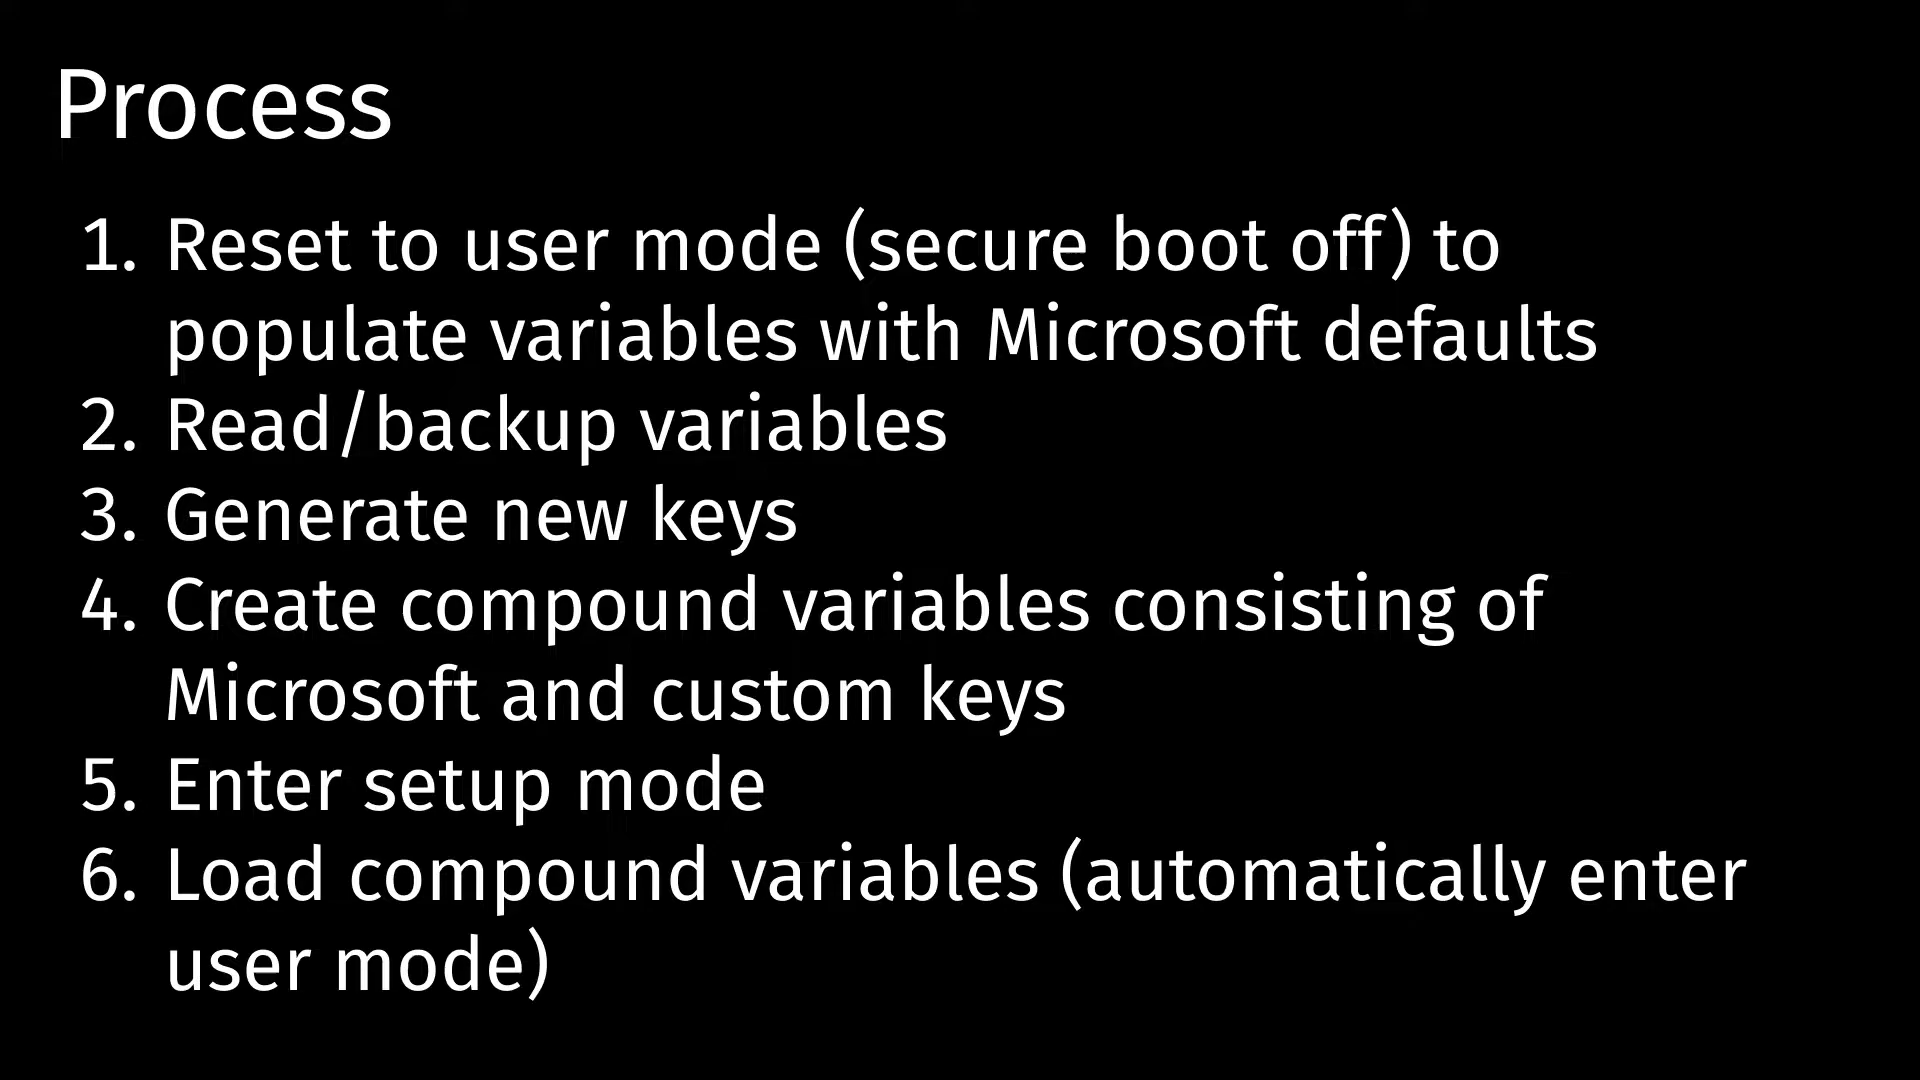 Process
1. Reset to user mode (secure boot off) to
populate variables with Microsoft defaults
2. Read/backup variables
3. Generate new keys
4. Create compound variables consisting of
Microsoft and custom keys
5. Enter setup mode
6. Load compound variables (automatically enter
user mode)